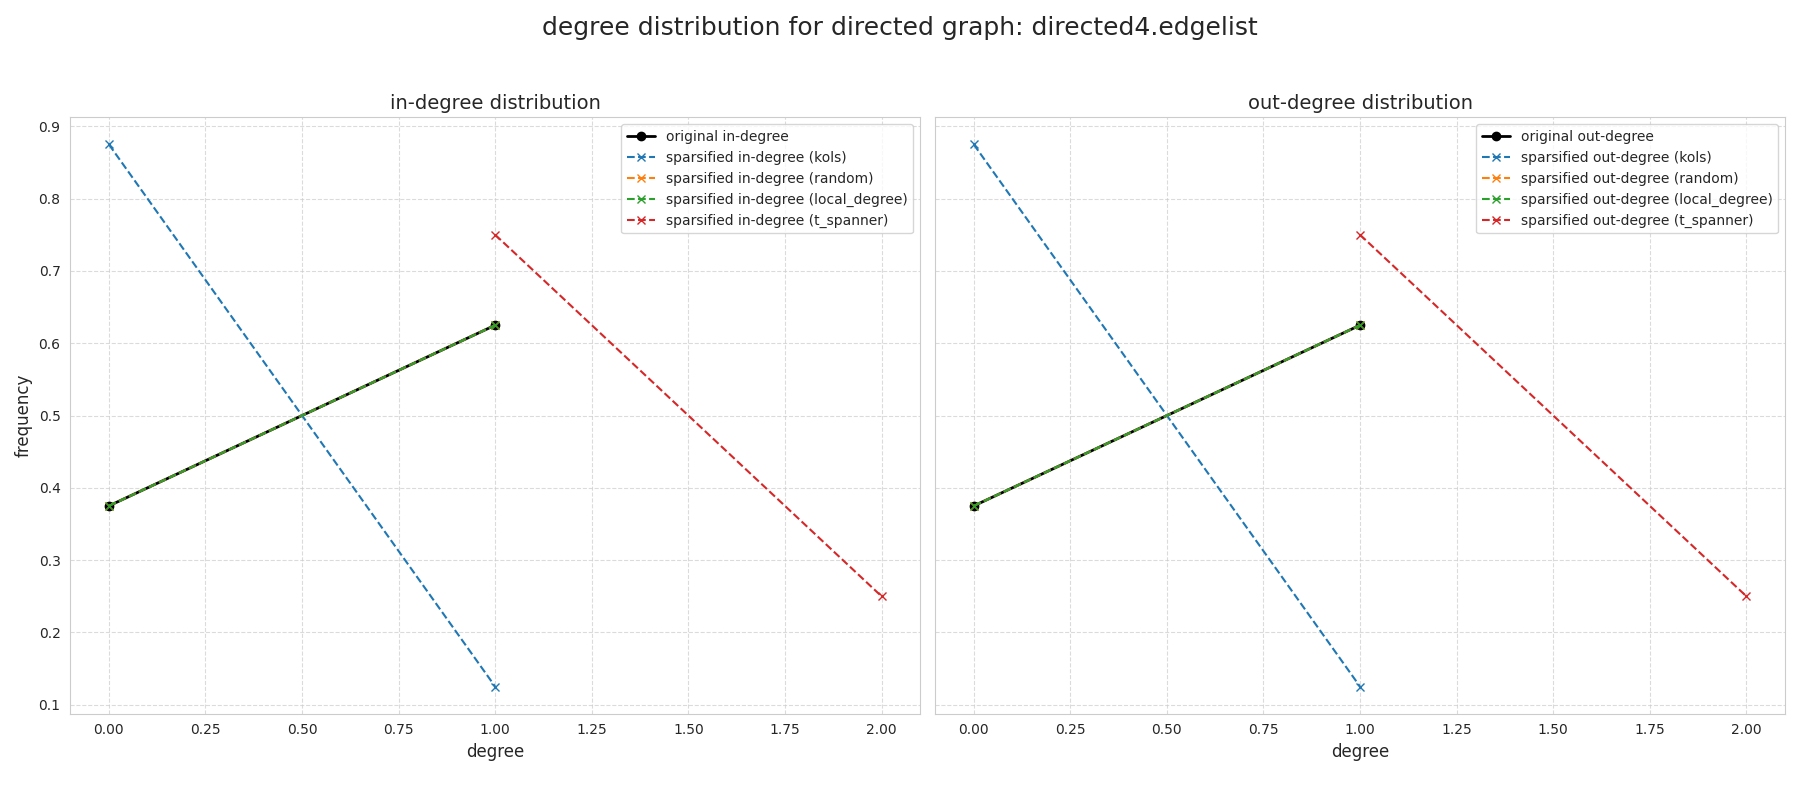 degree distribution for directed graph: directed4.edgelist
in-degree distribution
original in-degree
sparsified in-degree (kols)
sparsified in-degree (random)
sparsified in-degree (local_degree)
sparsified in-degree (t_spanner)
frequency
0.9
0.8
0.7
0.6
0.5
0.4
0.3
0.2
0.1
0.00 0.25 0.50 0.75 1.00 1.25 1.50 1.75 2.00
degree
out-degree distribution
original out-degree
sparsified out-degree (kols)
sparsified out-degree (random)
sparsified out-degree (local_degree)
sparsified out-degree (t_spanner)
0.00 0.25 0.50 0.75 1.00 1.25 1.50 1.75 2.00
degree